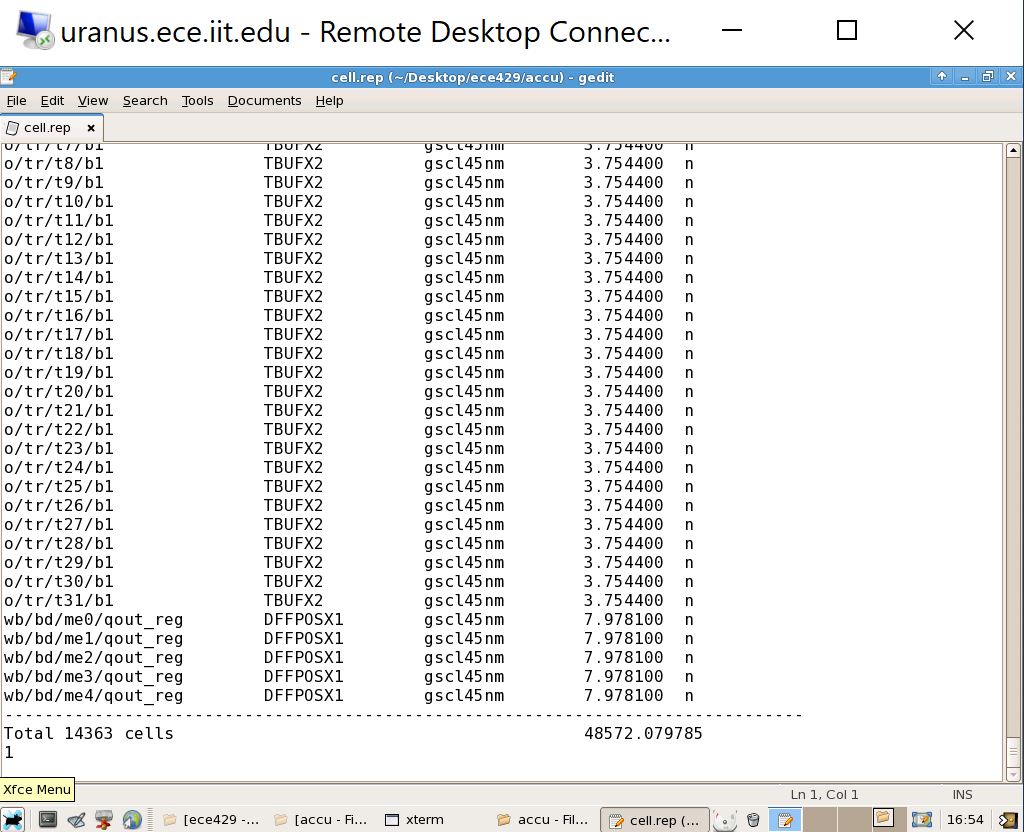 uranus.ece.iit.edu - Remote Desktop Connec...
cell.rep (~/Desktop/ece429/accu) - gedit
File Edit View Search Tools Documents Help
cell.rep
o/tr/t7/b1 TBUFX2 gscl45nm 3.754400 n
o/tr/t8/b1 TBUFX2 gscl45nm 3.754400 n
o/tr/t9/b1 TBUFX2 gscl45nm 3.754400 n
o/tr/t10/b1 TBUFX2 gscl45nm 3.754400 n
o/tr/t11/b1 TBUFX2 gscl45nm 3.754400 n
o/tr/t12/b1 TBUFX2 gscl45nm 3.754400 n
o/tr/t13/b1 TBUFX2 gscl45nm 3.754400 n
o/tr/t14/b1 TBUFX2 gscl45nm 3.754400 n
o/tr/t15/b1 TBUFX2 gscl45nm 3.754400 n
o/tr/t16/b1 TBUFX2 gscl45nm 3.754400 n
o/tr/t17/b1 TBUFX2 gscl45nm 3.754400 n
o/tr/t18/b1 TBUFX2 gscl45nm 3.754400 n
o/tr/t19/b1 TBUFX2 gscl45nm 3.754400 n
o/tr/t20/b1 TBUFX2 gscl45nm 3.754400 n
o/tr/t21/b1 TBUFX2 gscl45nm 3.754400 n
o/tr/t22/b1 TBUFX2 gscl45nm 3.754400 n
o/tr/t23/b1 TBUFX2 gscl45nm 3.754400 n
o/tr/t24/b1 TBUFX2 gscl45nm 3.754400 n
o/tr/t25/b1 TBUFX2 gscl45nm 3.754400 n
o/tr/t26/b1 TBUFX2 gscl45nm 3.754400 n
o/tr/t27/b1 TBUFX2 gscl45nm 3.754400 n
o/tr/t28/b1 TBUFX2 gscl45nm 3.754400 n
o/tr/t29/b1 TBUFX2 gscl45nm 3.754400 n
o/tr/t30/b1 TBUFX2 gscl45nm 3.754400 n
o/tr/t31/b1 TBUFX2 gscl45nm 3.754400 n
wb/bd/me0/qout_reg DFFPOSX1 gscl45nm 7.978100 n
wb/bd/me1/qout_reg DFFPOSX1 gscl45nm 7.978100 n
wb/bd/me2/qout_reg DFFPOSX1 gscl45nm 7.978100 n
wb/bd/me3/qout_reg DFFPOSX1 gscl45nm 7.978100 n
wb/bd/me4/qout_reg DFFPOSX1 gscl45nm 7.978100 n
--------------------------------------------------------------------------------
Total 14363 cells 48572.079785
1
Xfce Menu
Ln 1, Col 1 INS
[ece429 -... [accu - Fi... xterm accu - Fil... cell.rep (... 16:54